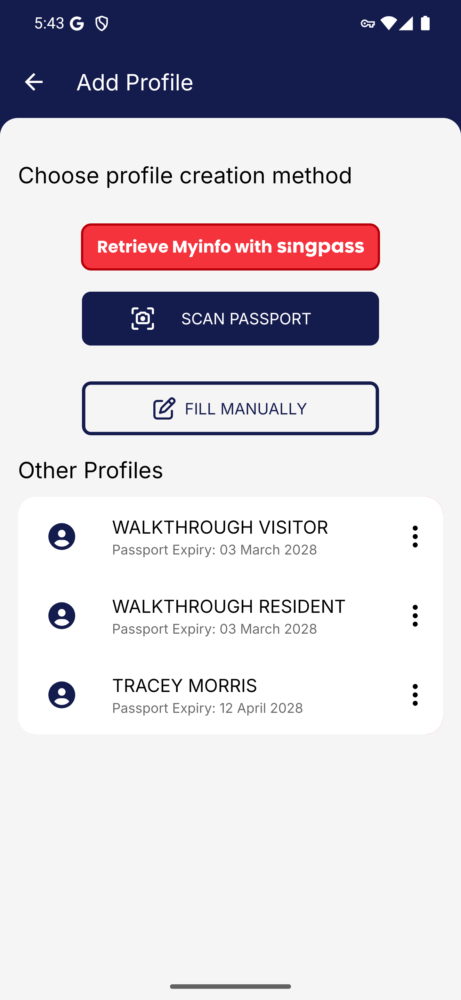 5:43
Add Profile
Choose profile creation method
Retrieve Myinfo with singpass
SCAN PASSPORT
FILL MANUALLY
Other Profiles
WALKTHROUGH VISITOR
Passport Expiry: 03 March 2028
WALKTHROUGH RESIDENT
Passport Expiry: 03 March 2028
TRACEY MORRIS
Passport Expiry: 12 April 2028